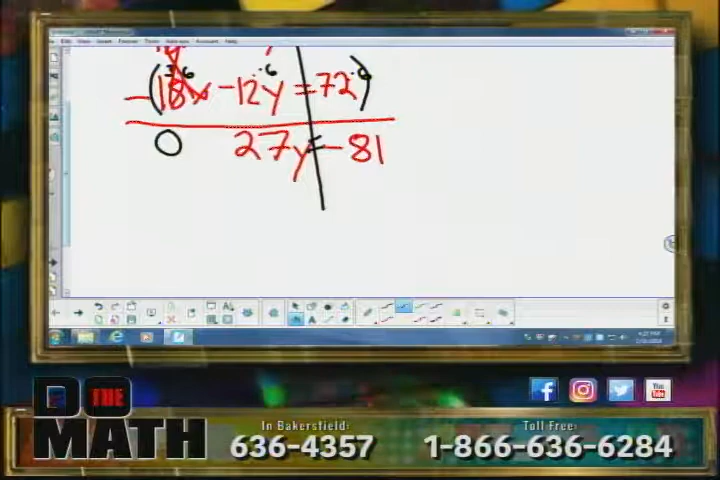 -(18x -12y = 72)
0 27y = -81
DO THE MATH
In Bakersfield:
636-4357
Toll Free:
1-866-636-6284